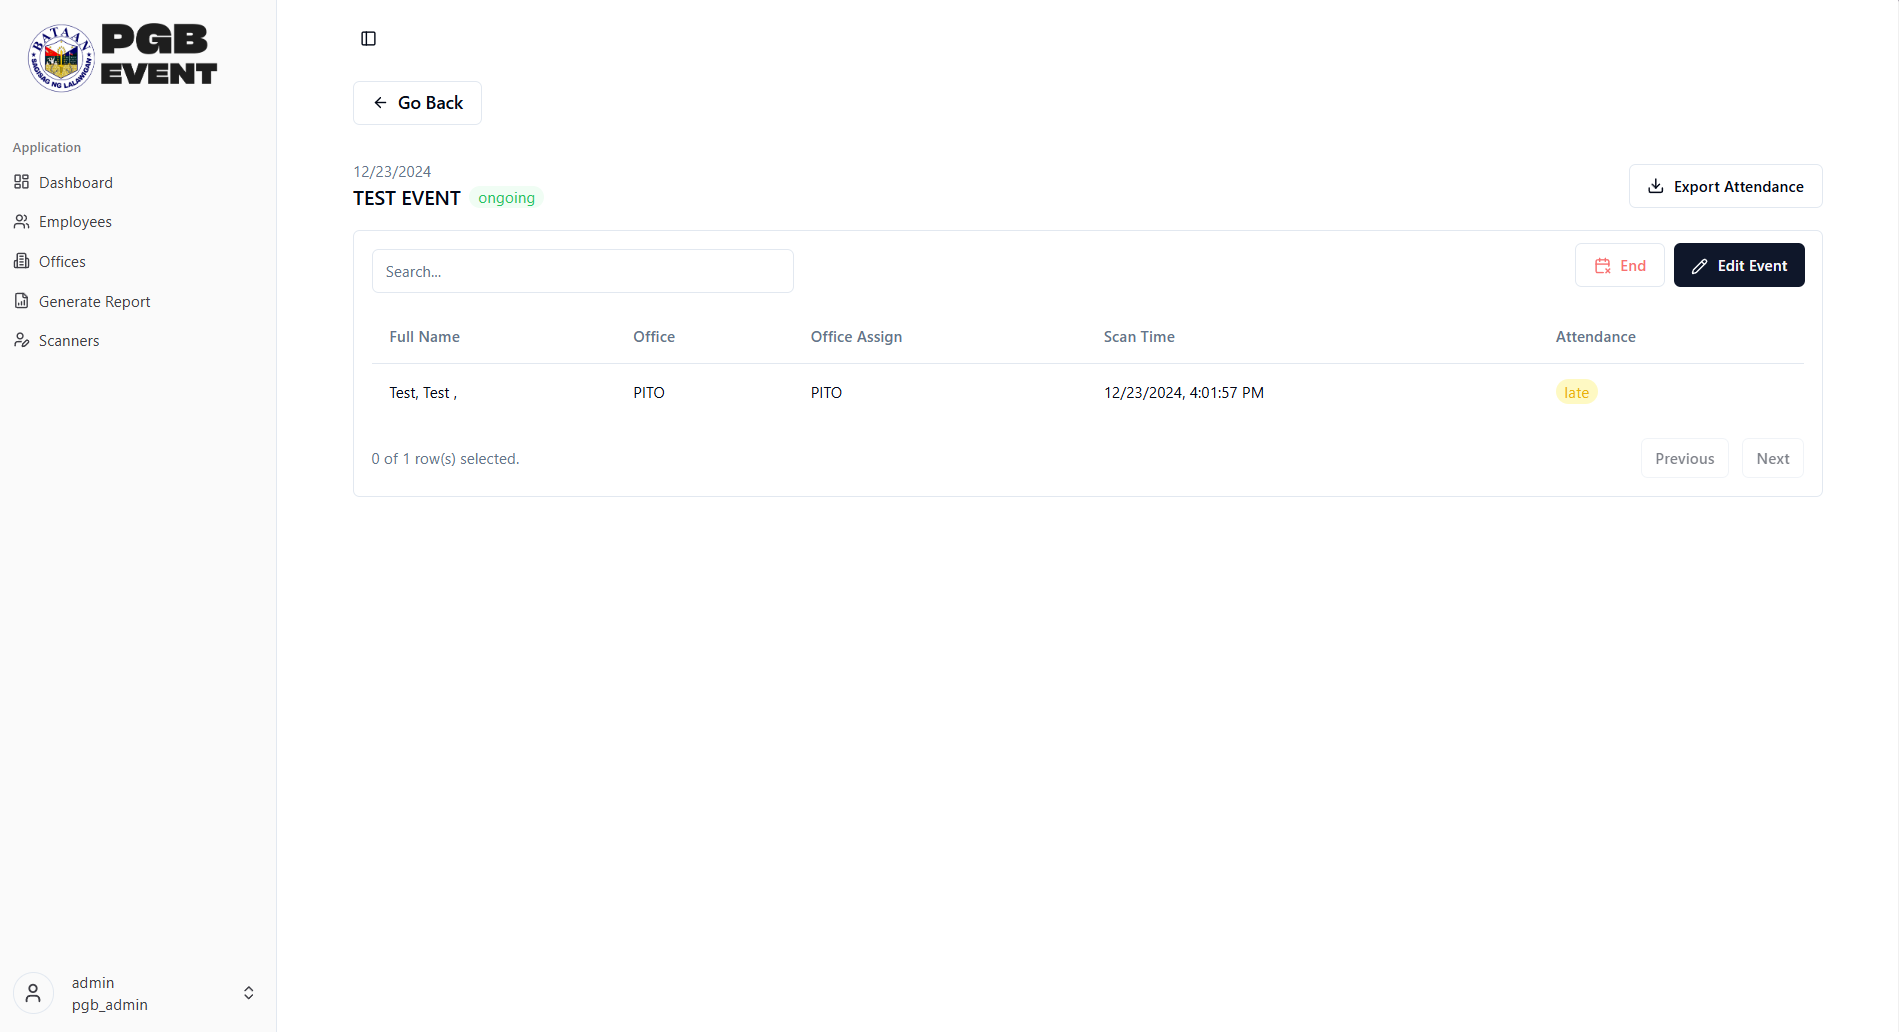 BATAAN
SAGISAG NG LALAWIGAN
PGB
EVENT
Application
Dashboard
Employees
Offices
Generate Report
Scanners
admin
pgb_admin
Go Back
12/23/2024
TEST EVENT ongoing
Export Attendance
Search...
End
Edit Event
Full Name Office Office Assign Scan Time Attendance
Test, Test , PITO PITO 12/23/2024, 4:01:57 PM late
0 of 1 row(s) selected.
Previous Next